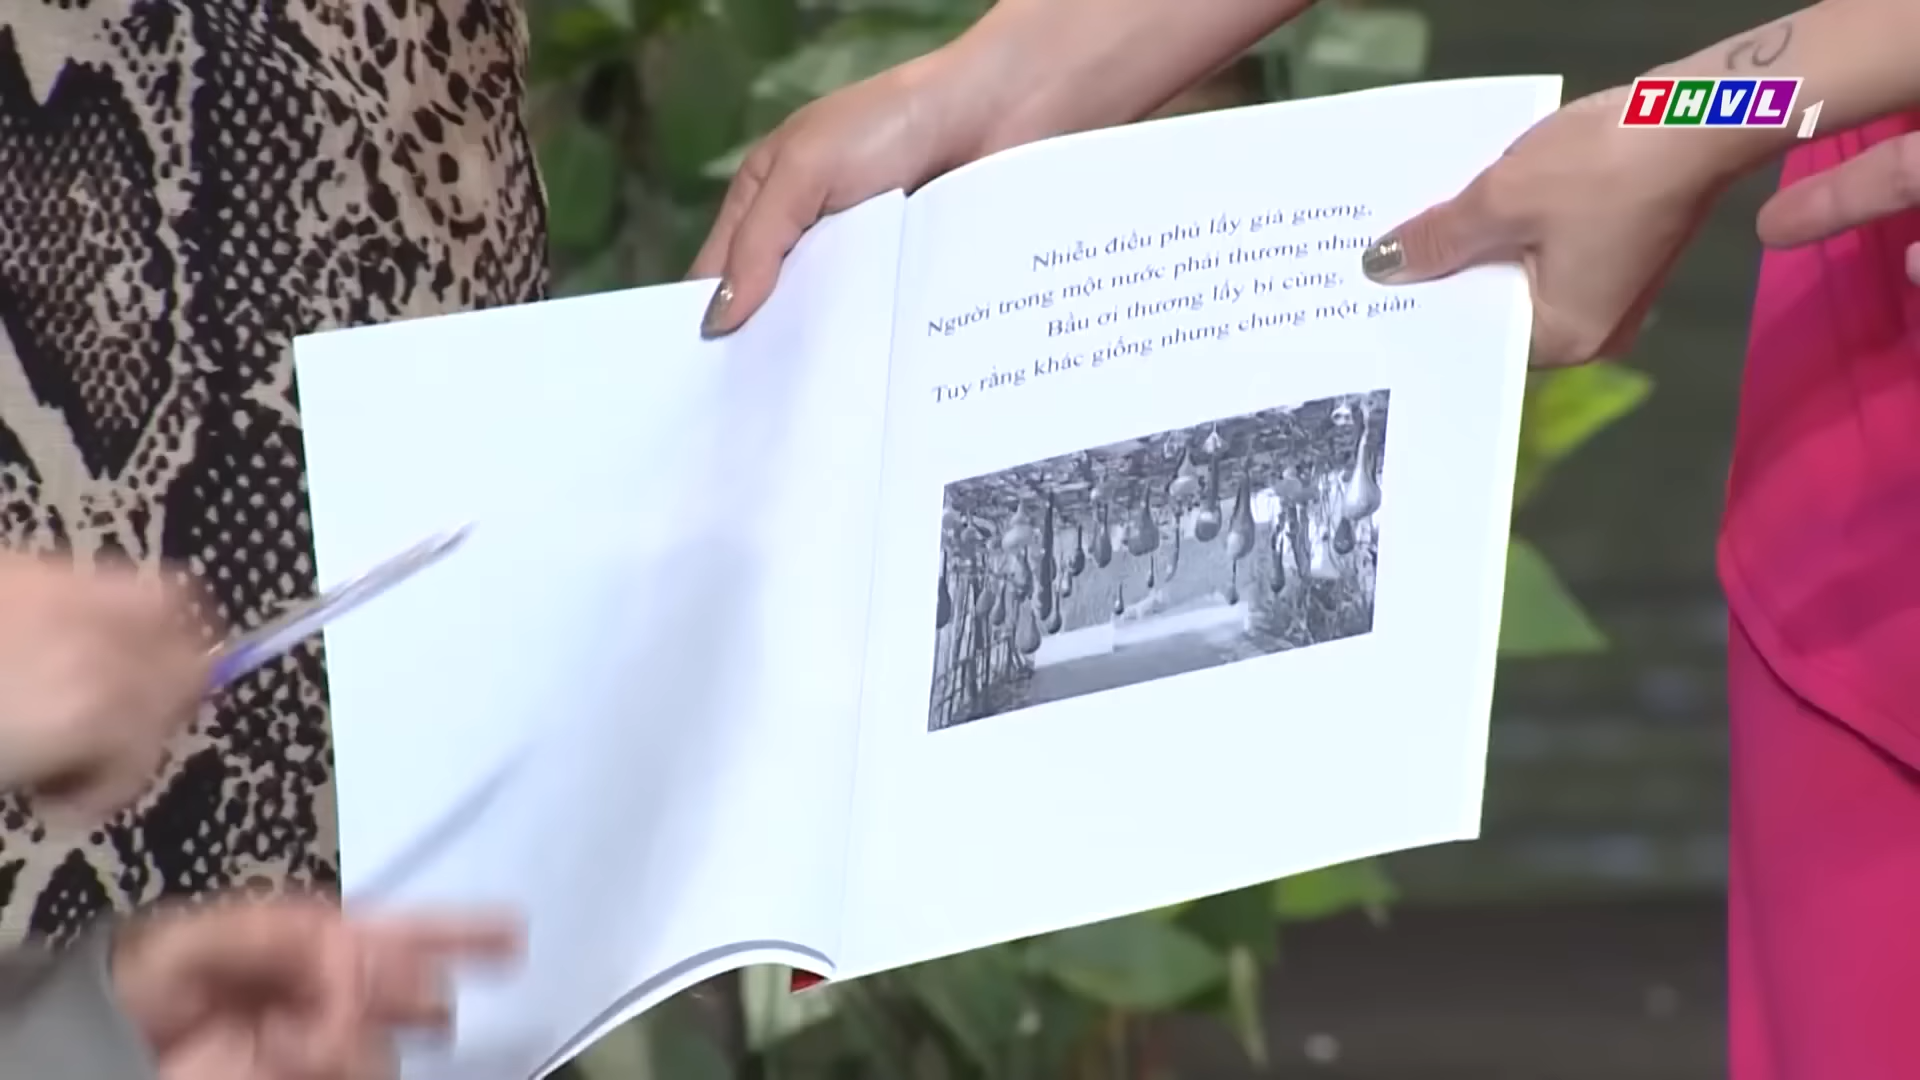 THVL1
Nhiễu điều phủ lấy giá gương,
Người trong một nước phải thương nhau
Bầu ơi thương lấy bí cùng,
Tuy rằng khác giống nhưng chung một giàn.